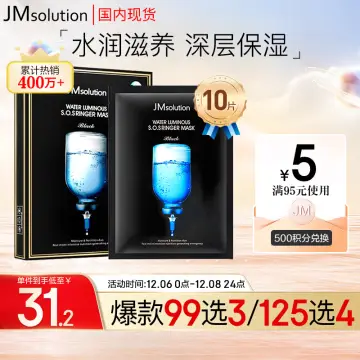 JMsolution | 国内现货
水润滋养 深层保湿
累计热销
400万+
JMsolution
WATER LUMINOUS
S.O.S RINGER MASK
Black
JMsolution
WATER LUMINOUS
S.O.S RINGER MASK
Black
10片
¥5
满95元使用
JM
500积分兑换
单件到手低至
31.2
活动时间:12.06 0点-12.08 24点
爆款99选3/125选4